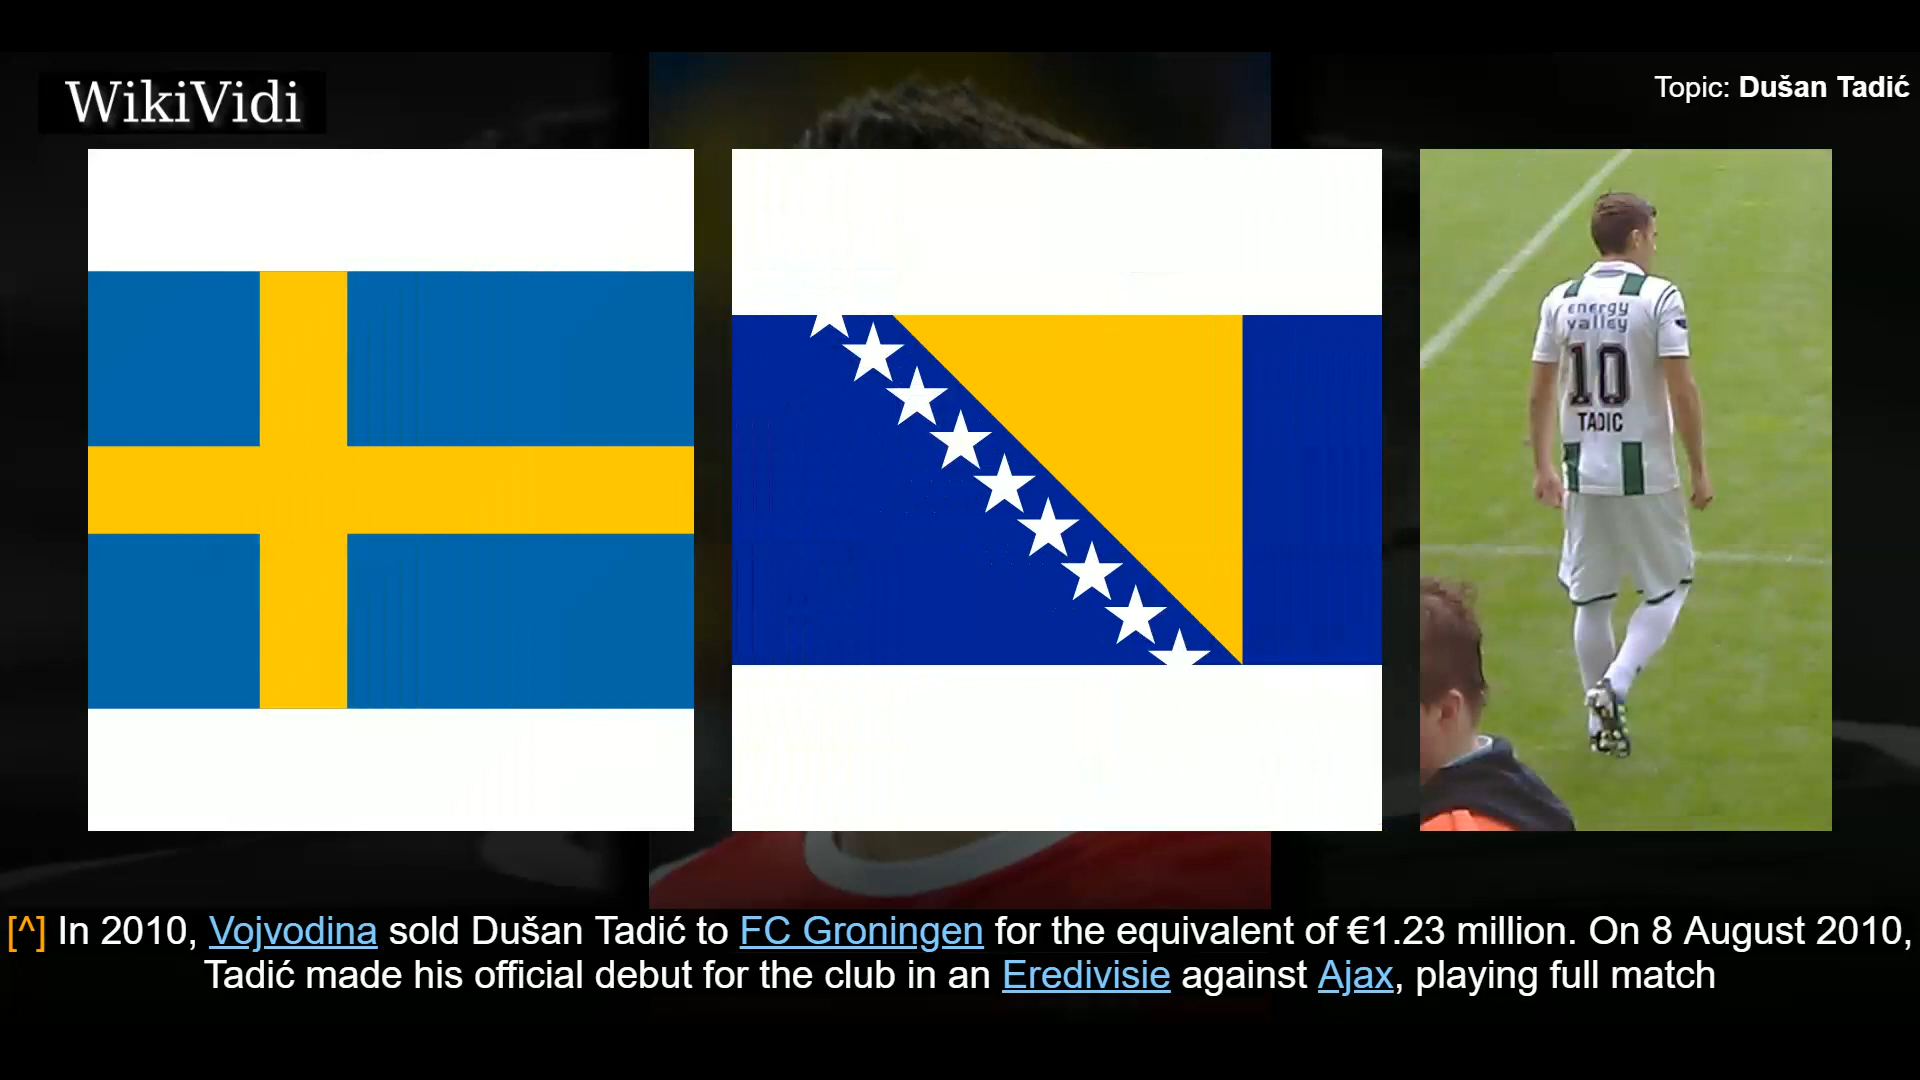 WikiVidi
Topic: Dušan Tadić
energy
valley
10
TADIC
[^] In 2010, Vojvodina sold Dušan Tadić to FC Groningen for the equivalent of €1.23 million. On 8 August 2010,
Tadić made his official debut for the club in an Eredivisie against Ajax, playing full match